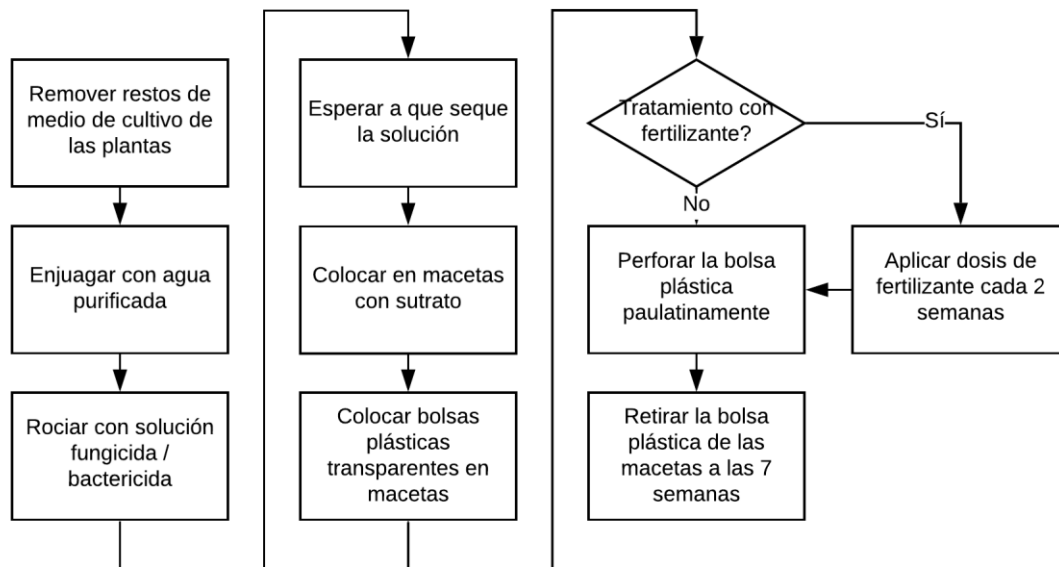 Remover restos de
medio de cultivo de
las plantas
Enjuagar con agua
purificada
Rociar con solución
fungicida /
bactericida
Esperar a que seque
la solución
Colocar en macetas
con sutrato
Colocar bolsas
plásticas
transparentes en
macetas
Tratamiento con
fertilizante?
Sí
No
Perforar la bolsa
plástica
paulatinamente
Aplicar dosis de
fertilizante cada 2
semanas
Retirar la bolsa
plástica de las
macetas a las 7
semanas